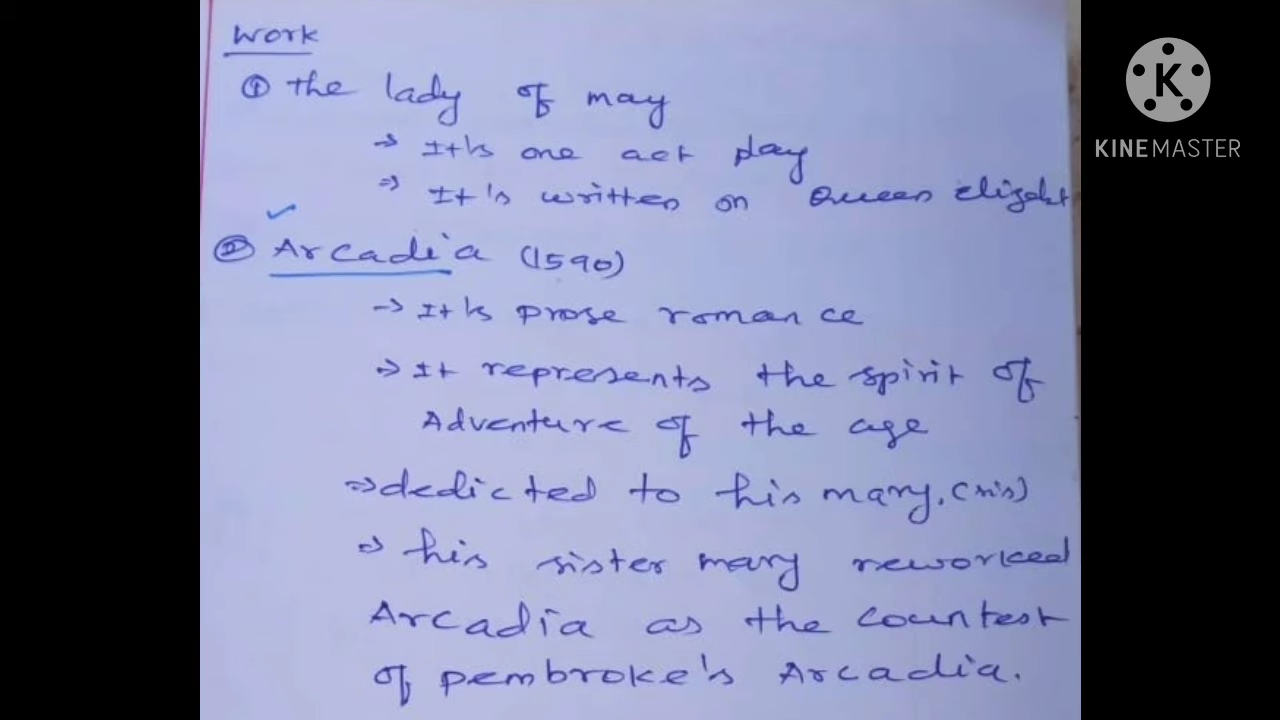 Work
① The lady of may
→ It's one act play
⇒ It's written on Queen elizabt
② Arcadia (1590)
→ It's prose romance
→ It represents the spirit of
Adventure of the age
⇒ dedicted to his mary. (sis)
⇒ his sister mary reworked
Arcadia as the countest
of pembroke's Arcadia.
K
KINEMASTER